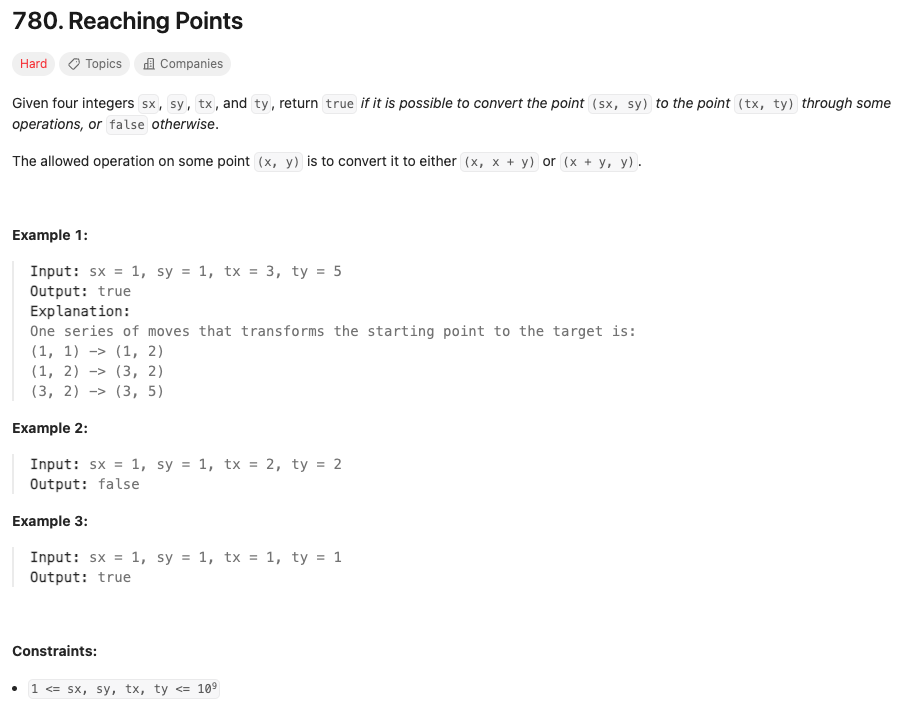 780. Reaching Points
Hard Topics Companies
Given four integers sx, sy, tx, and ty, return true if it is possible to convert the point (sx, sy) to the point (tx, ty) through some
operations, or false otherwise.
The allowed operation on some point (x, y) is to convert it to either (x, x + y) or (x + y, y).
Example 1:
Input: sx = 1, sy = 1, tx = 3, ty = 5
Output: true
Explanation:
One series of moves that transforms the starting point to the target is:
(1, 1) -> (1, 2)
(1, 2) -> (3, 2)
(3, 2) -> (3, 5)
Example 2:
Input: sx = 1, sy = 1, tx = 2, ty = 2
Output: false
Example 3:
Input: sx = 1, sy = 1, tx = 1, ty = 1
Output: true
Constraints:
• 1 <= sx, sy, tx, ty <= 10⁹